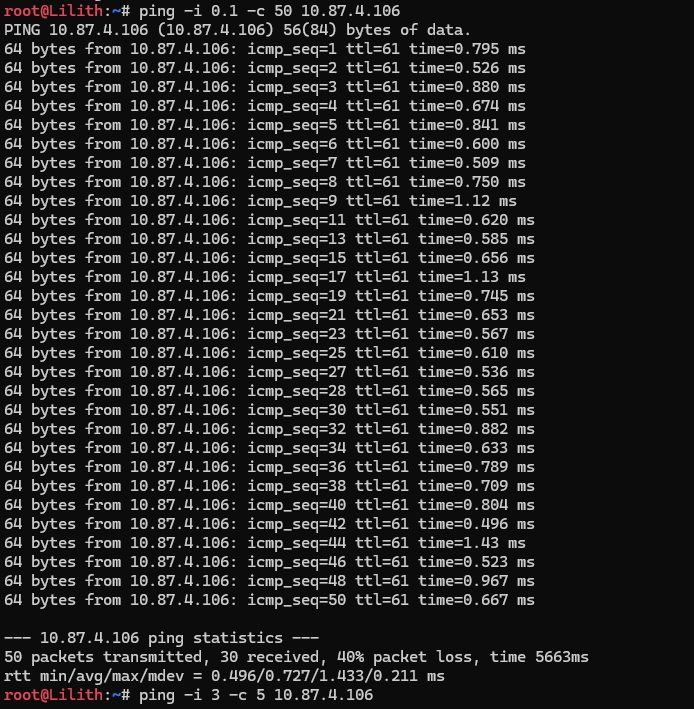 root@Lilith:~# ping -i 0.1 -c 50 10.87.4.106
PING 10.87.4.106 (10.87.4.106) 56(84) bytes of data.
64 bytes from 10.87.4.106: icmp_seq=1 ttl=61 time=0.795 ms
64 bytes from 10.87.4.106: icmp_seq=2 ttl=61 time=0.526 ms
64 bytes from 10.87.4.106: icmp_seq=3 ttl=61 time=0.880 ms
64 bytes from 10.87.4.106: icmp_seq=4 ttl=61 time=0.674 ms
64 bytes from 10.87.4.106: icmp_seq=5 ttl=61 time=0.841 ms
64 bytes from 10.87.4.106: icmp_seq=6 ttl=61 time=0.600 ms
64 bytes from 10.87.4.106: icmp_seq=7 ttl=61 time=0.509 ms
64 bytes from 10.87.4.106: icmp_seq=8 ttl=61 time=0.750 ms
64 bytes from 10.87.4.106: icmp_seq=9 ttl=61 time=1.12 ms
64 bytes from 10.87.4.106: icmp_seq=11 ttl=61 time=0.620 ms
64 bytes from 10.87.4.106: icmp_seq=13 ttl=61 time=0.585 ms
64 bytes from 10.87.4.106: icmp_seq=15 ttl=61 time=0.656 ms
64 bytes from 10.87.4.106: icmp_seq=17 ttl=61 time=1.13 ms
64 bytes from 10.87.4.106: icmp_seq=19 ttl=61 time=0.745 ms
64 bytes from 10.87.4.106: icmp_seq=21 ttl=61 time=0.653 ms
64 bytes from 10.87.4.106: icmp_seq=23 ttl=61 time=0.567 ms
64 bytes from 10.87.4.106: icmp_seq=25 ttl=61 time=0.610 ms
64 bytes from 10.87.4.106: icmp_seq=27 ttl=61 time=0.536 ms
64 bytes from 10.87.4.106: icmp_seq=28 ttl=61 time=0.565 ms
64 bytes from 10.87.4.106: icmp_seq=30 ttl=61 time=0.551 ms
64 bytes from 10.87.4.106: icmp_seq=32 ttl=61 time=0.882 ms
64 bytes from 10.87.4.106: icmp_seq=34 ttl=61 time=0.633 ms
64 bytes from 10.87.4.106: icmp_seq=36 ttl=61 time=0.789 ms
64 bytes from 10.87.4.106: icmp_seq=38 ttl=61 time=0.709 ms
64 bytes from 10.87.4.106: icmp_seq=40 ttl=61 time=0.804 ms
64 bytes from 10.87.4.106: icmp_seq=42 ttl=61 time=0.496 ms
64 bytes from 10.87.4.106: icmp_seq=44 ttl=61 time=1.43 ms
64 bytes from 10.87.4.106: icmp_seq=46 ttl=61 time=0.523 ms
64 bytes from 10.87.4.106: icmp_seq=48 ttl=61 time=0.967 ms
64 bytes from 10.87.4.106: icmp_seq=50 ttl=61 time=0.667 ms
--- 10.87.4.106 ping statistics ---
50 packets transmitted, 30 received, 40% packet loss, time 5663ms
rtt min/avg/max/mdev = 0.496/0.727/1.433/0.211 ms
root@Lilith:~# ping -i 3 -c 5 10.87.4.106